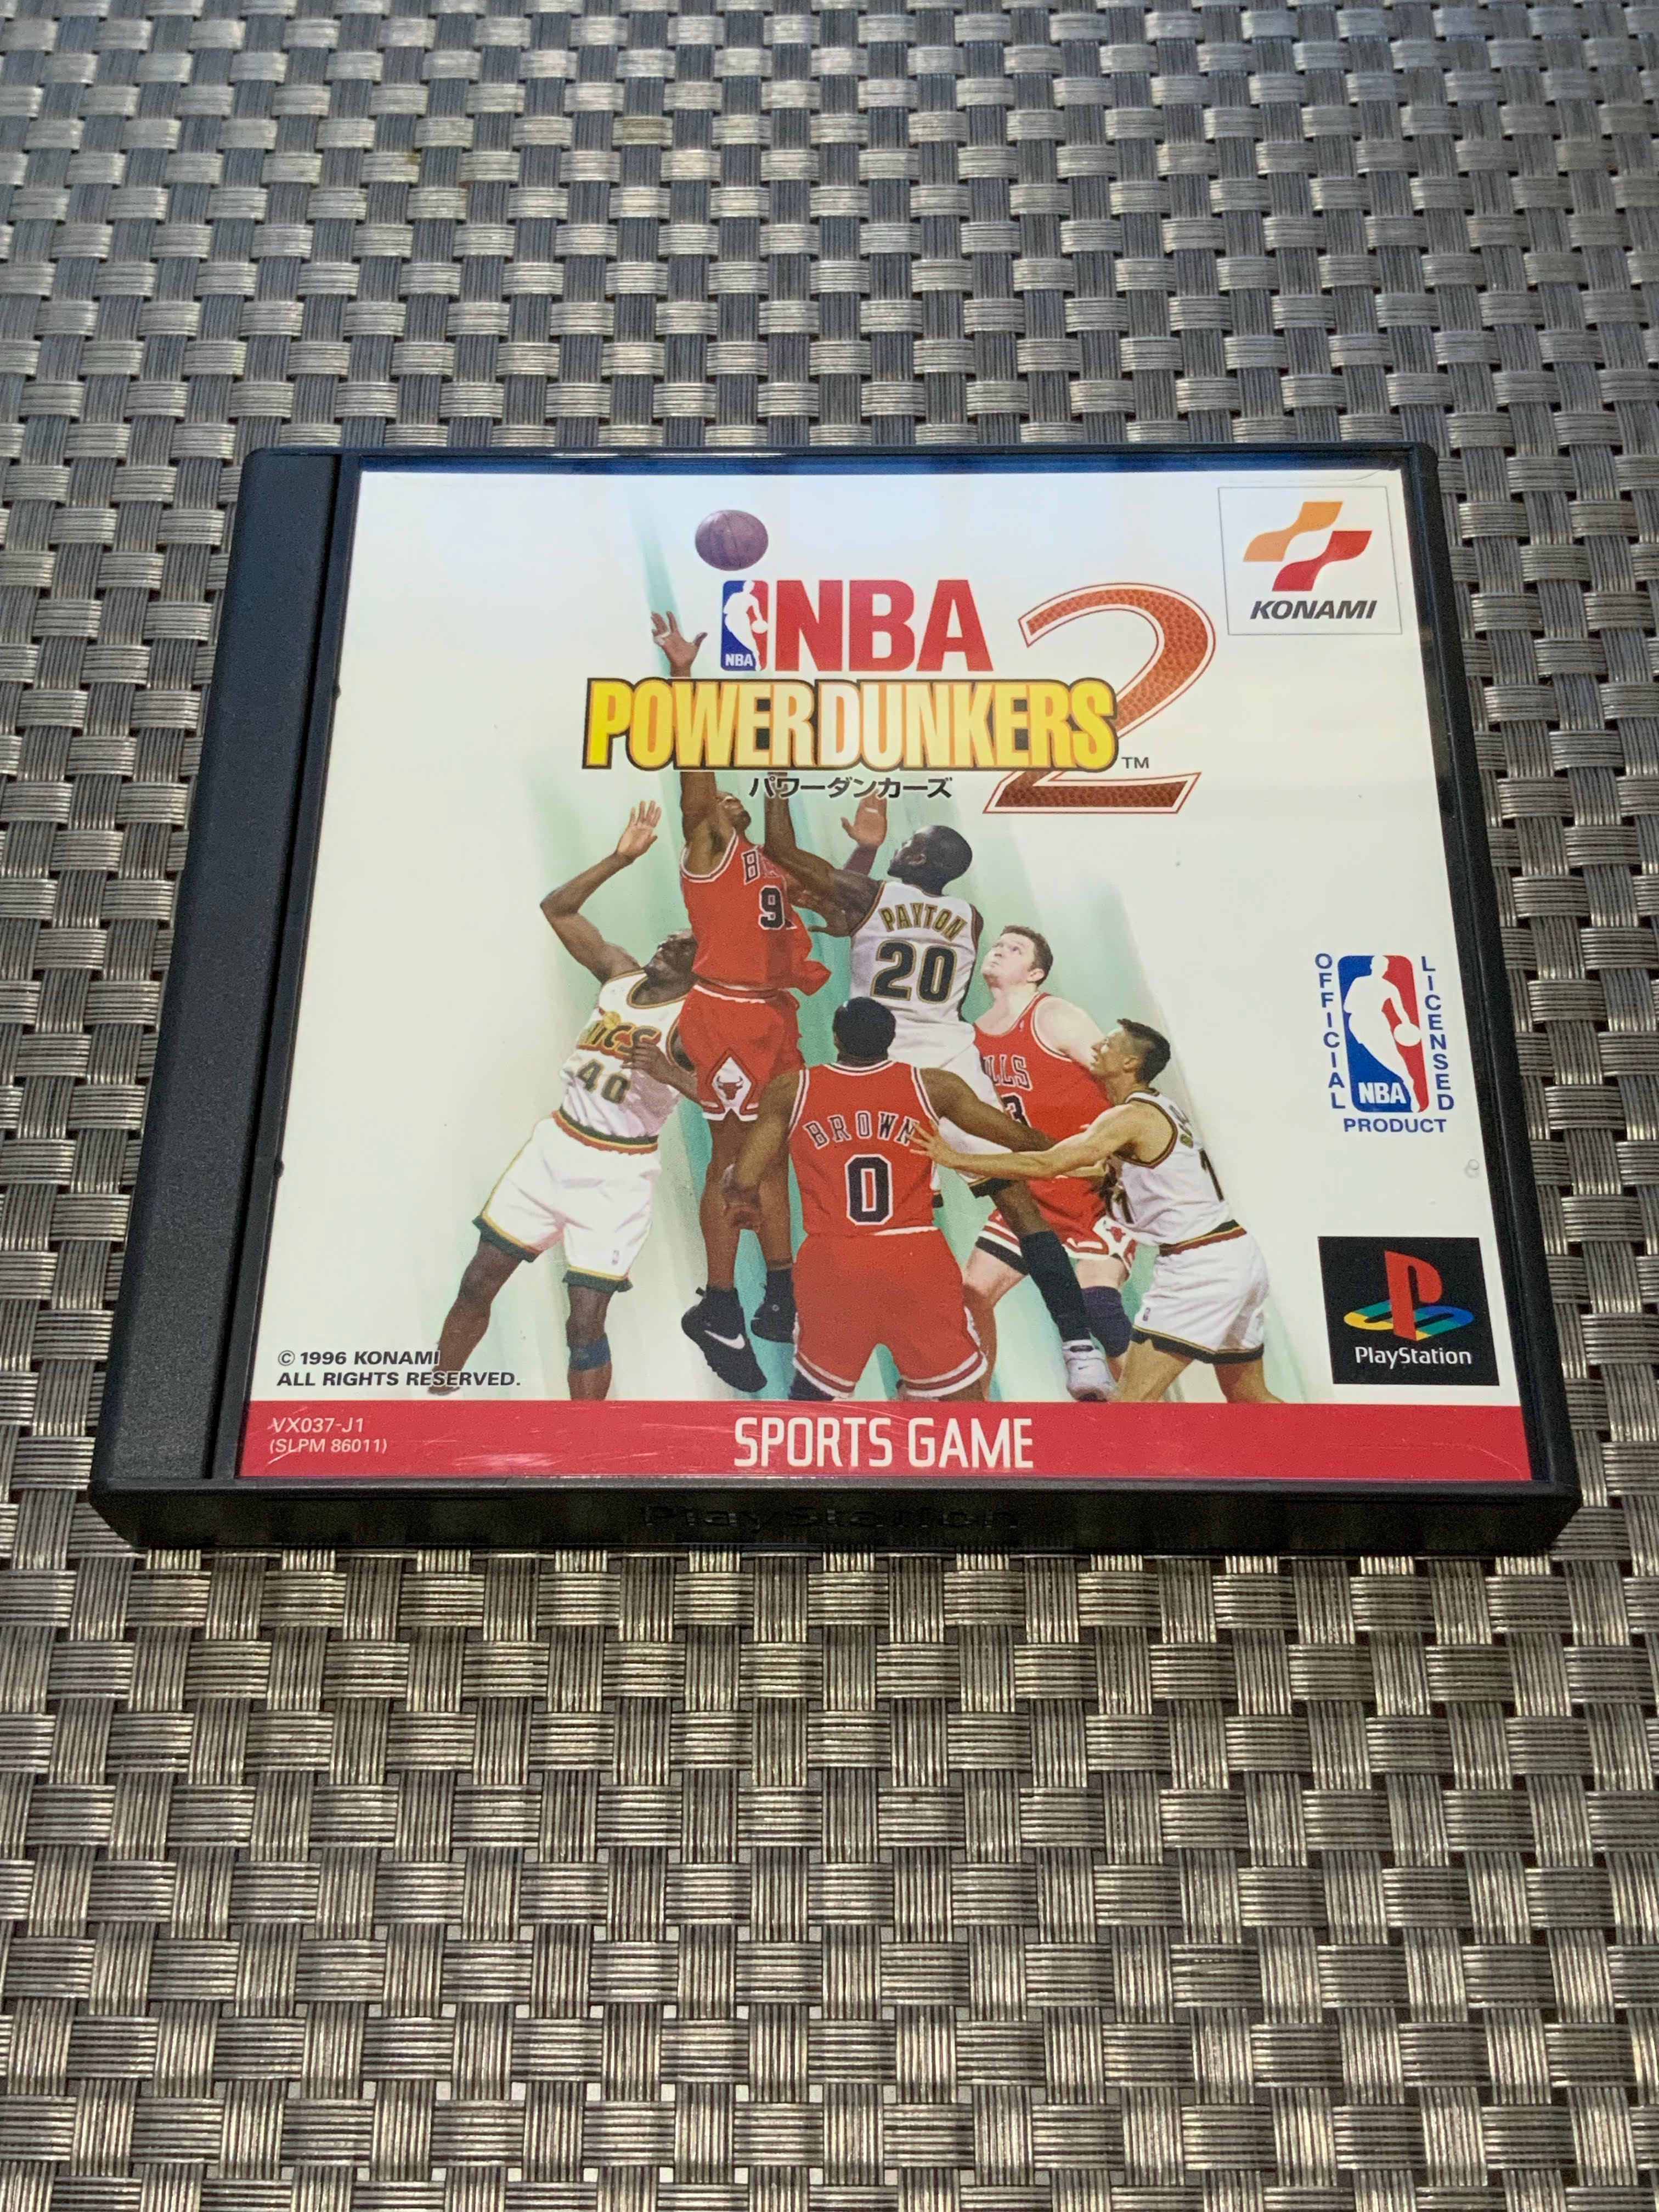 KONAMI
NBA
NBA
2
POWER DUNKERS
TM
パワーダンカーズ
PAYTON
20
40
BROWN
0
OFFICIAL
LICENSED
NBA
PRODUCT
PlayStation
© 1996 KONAMI
ALL RIGHTS RESERVED.
VX037-J1
(SLPM 86011)
SPORTS GAME
PlayStation